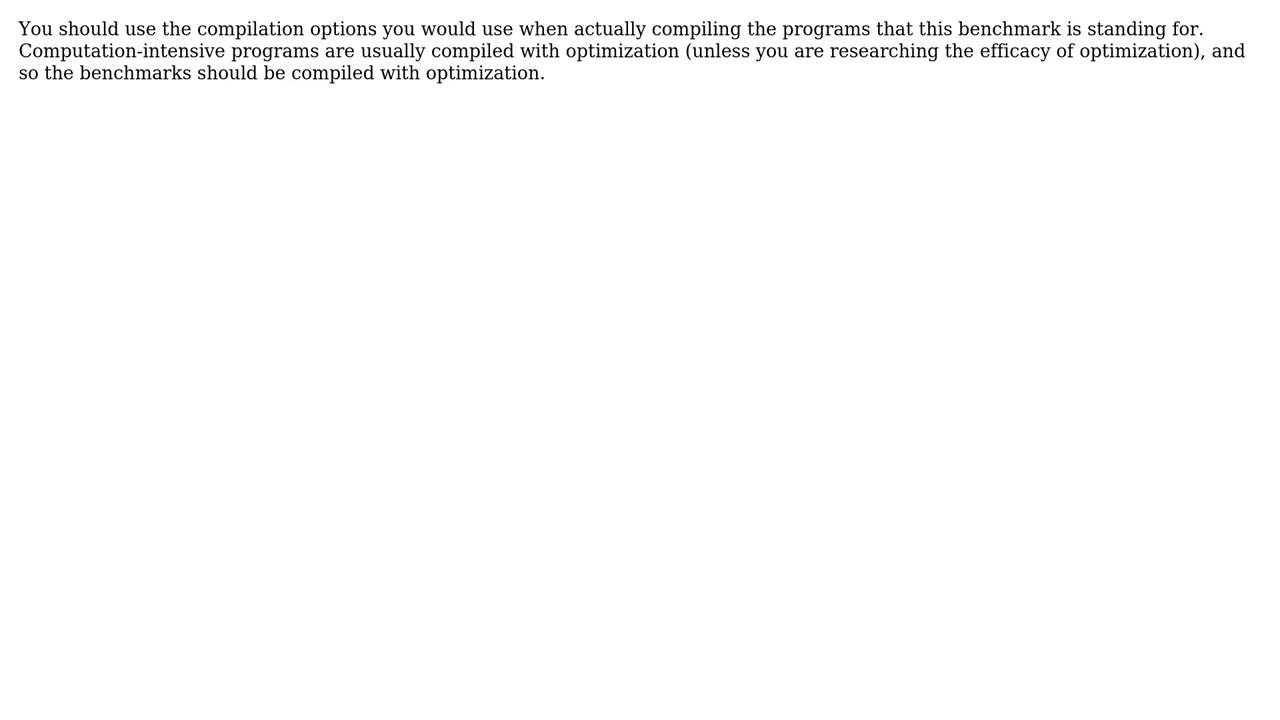 You should use the compilation options you would use when actually compiling the programs that this benchmark is standing for.
Computation-intensive programs are usually compiled with optimization (unless you are researching the efficacy of optimization), and
so the benchmarks should be compiled with optimization.